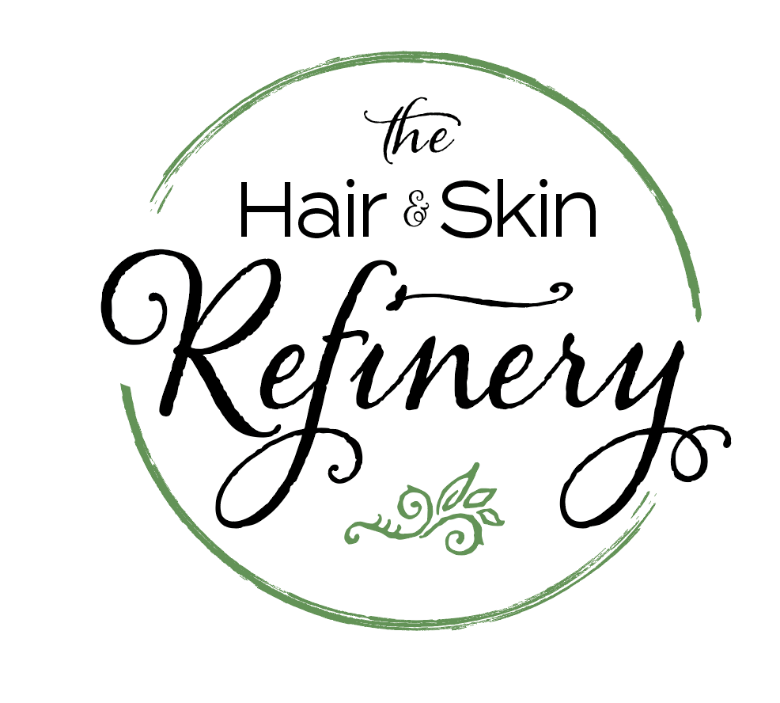 the
Hair & Skin
Refinery